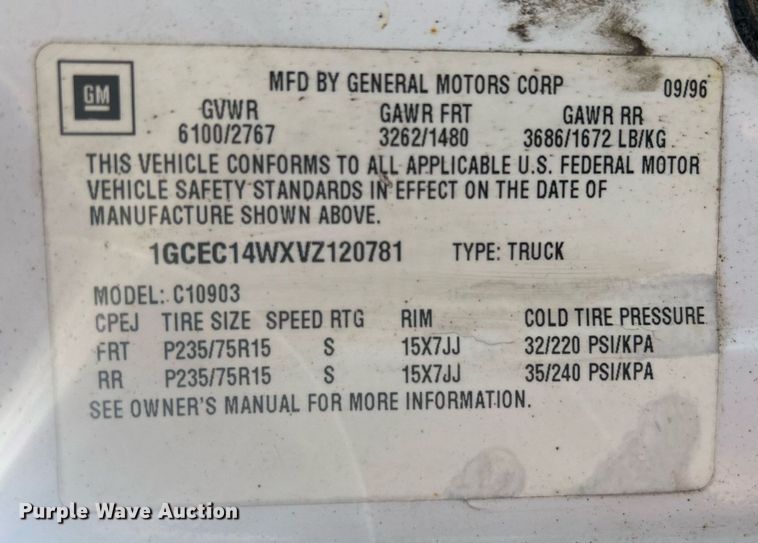 GM
MFD BY GENERAL MOTORS CORP 09/96
GVWR GAWR FRT GAWR RR
6100/2767 3262/1480 3686/1672 LB/KG
THIS VEHICLE CONFORMS TO ALL APPLICABLE U.S. FEDERAL MOTOR
VEHICLE SAFETY STANDARDS IN EFFECT ON THE DATE OF
MANUFACTURE SHOWN ABOVE.
1GCEC14WXVZ120781 TYPE: TRUCK
MODEL: C10903
CPEJ TIRE SIZE SPEED RTG RIM COLD TIRE PRESSURE
FRT P235/75R15 S 15X7JJ 32/220 PSI/KPA
RR P235/75R15 S 15X7JJ 35/240 PSI/KPA
SEE OWNER'S MANUAL FOR MORE INFORMATION.
Purple Wave Auction